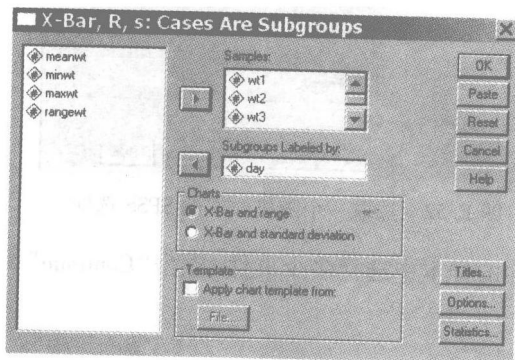 X-Bar, R, s: Cases Are Subgroups
meanwt
minwt
maxwt
rangewt
Samples:
wt1
wt2
wt3
Subgroups Labeled by:
day
Charts
X-Bar and range
X-Bar and standard deviation
Template
Apply chart template from:
File...
OK
Paste
Reset
Cancel
Help
Titles...
Options...
Statistics...